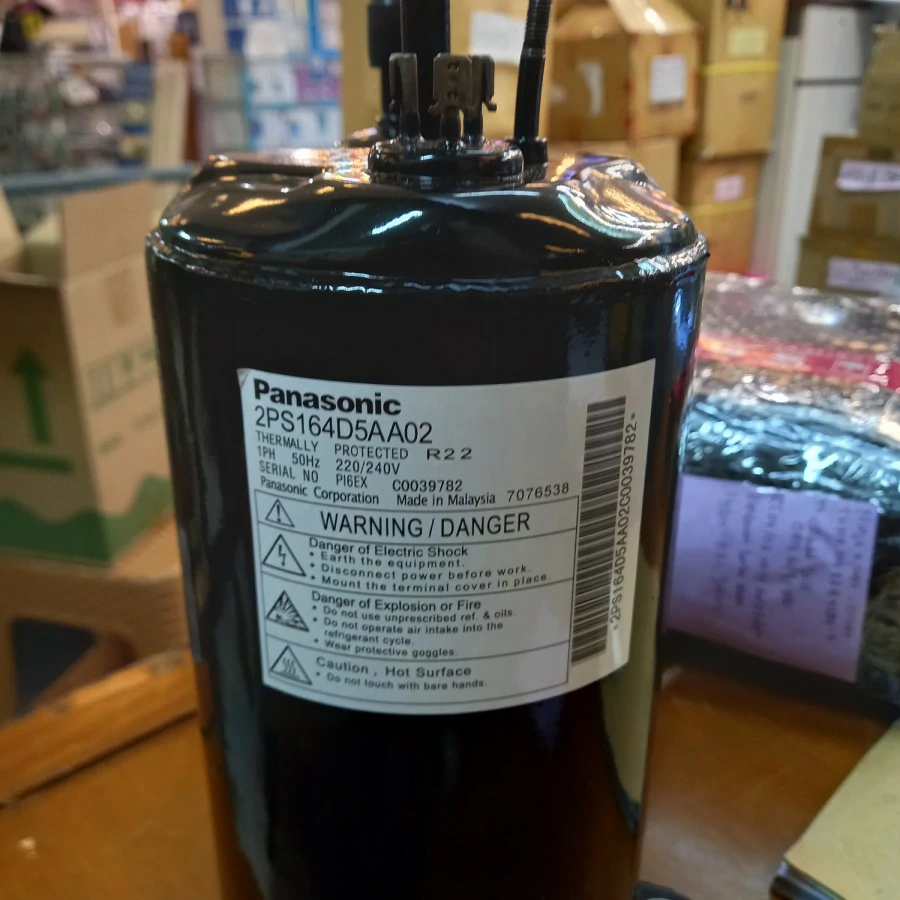 Panasonic
2PS164D5AA02
THERMALLY PROTECTED R22
1PH 50Hz 220/240V
SERIAL NO PI6EX C0039782
Panasonic Corporation Made in Malaysia 7076538
WARNING / DANGER
Danger of Electric Shock
• Earth the equipment.
• Disconnect power before work.
• Mount the terminal cover in place.
Danger of Explosion or Fire
• Do not use unprescribed ref. & oils.
• Do not operate air intake into the
refrigerant cycle.
• Wear protective goggles.
Caution , Hot Surface
• Do not touch with bare hands.
*2PS164D5AA02C0039782*